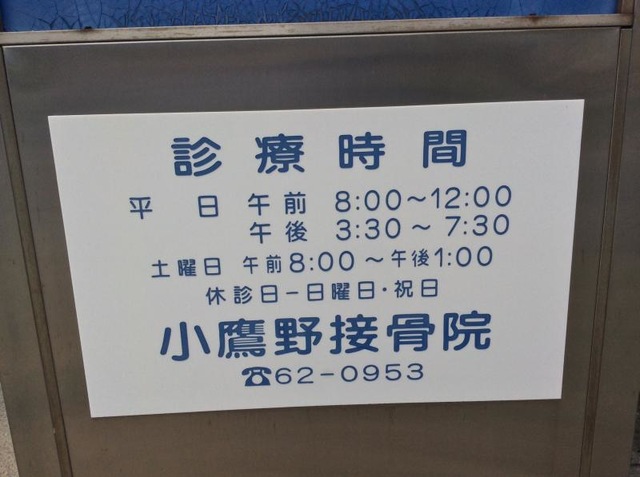 診療時間
平日 午前 8:00〜12:00
午後 3:30〜7:30
土曜日 午前8:00〜午後1:00
休診日－日曜日・祝日
小鷹野接骨院
☎62-0953